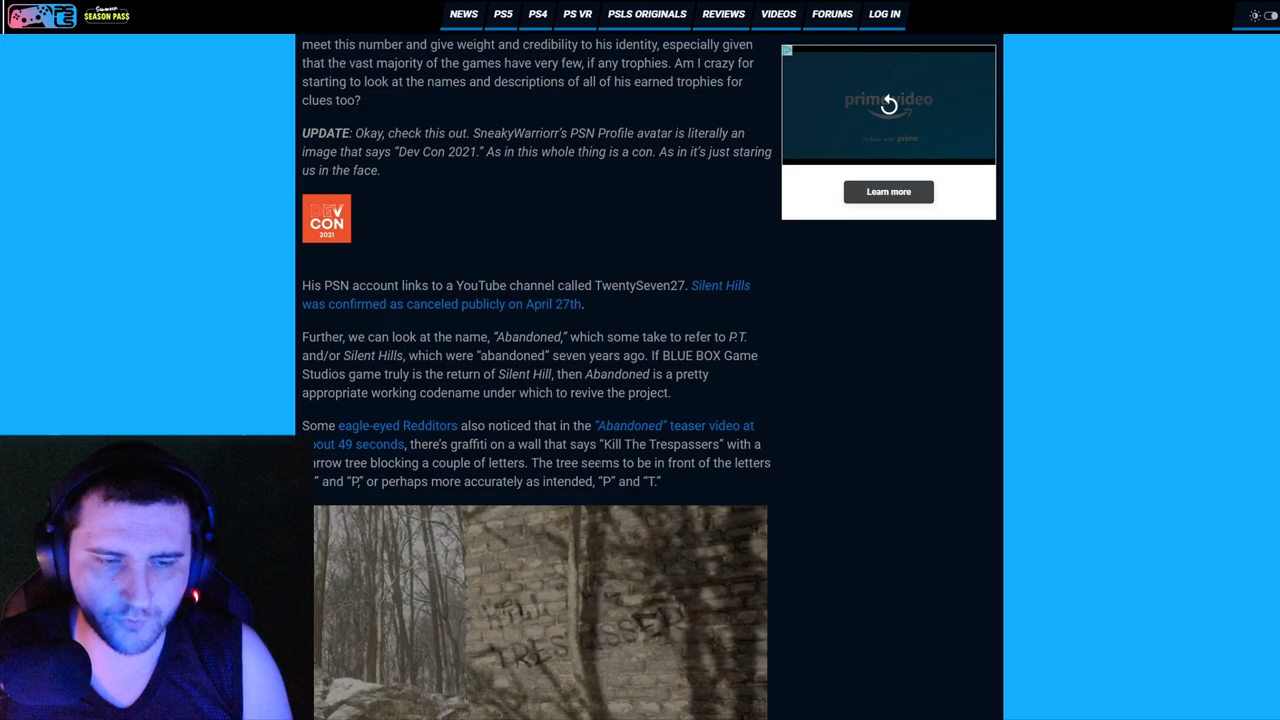 Summer
SEASON PASS
NEWS PS5 PS4 PS VR PSLS ORIGINALS REVIEWS VIDEOS FORUMS LOG IN
meet this number and give weight and credibility to his identity, especially given
that the vast majority of the games have very few, if any trophies. Am I crazy for
starting to look at the names and descriptions of all of his earned trophies for
clues too?
UPDATE: Okay, check this out. SneakyWarriorr’s PSN Profile avatar is literally an
image that says “Dev Con 2021.” As in this whole thing is a con. As in it’s just staring
us in the face.
DEV
CON
2021
His PSN account links to a YouTube channel called TwentySeven27. Silent Hills
was confirmed as canceled publicly on April 27th.
Further, we can look at the name, “Abandoned,” which some take to refer to P.T.
and/or Silent Hills, which were “abandoned” seven years ago. If BLUE BOX Game
Studios game truly is the return of Silent Hill, then Abandoned is a pretty
appropriate working codename under which to revive the project.
Some eagle-eyed Redditors also noticed that in the “Abandoned” teaser video at
bout 49 seconds, there’s graffiti on a wall that says “Kill The Trespassers” with a
arrow tree blocking a couple of letters. The tree seems to be in front of the letters
” and “P,” or perhaps more accurately as intended, “P” and “T.”
KILL
TRES SSER
prime video
prime
Learn more